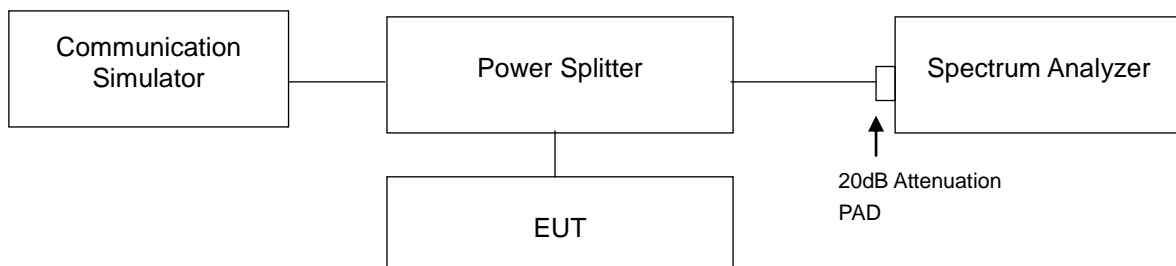 Communication
Simulator
Power Splitter
Spectrum Analyzer
20dB Attenuation
PAD
EUT